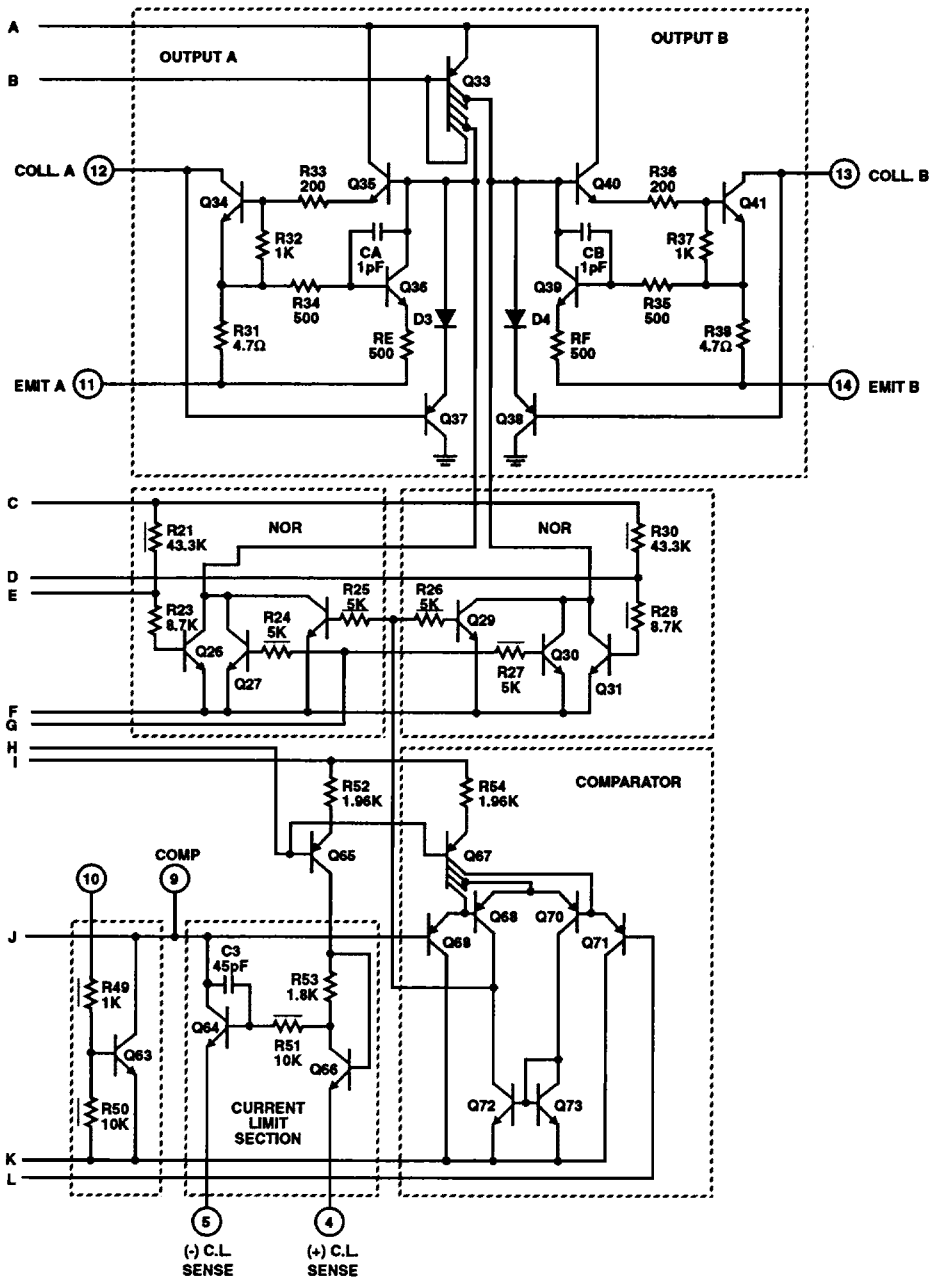 A
OUTPUT A
OUTPUT B
B
Q33
COLL. A
12
R33
200
Q35
Q40
R36
200
13
COLL. B
Q34
Q41
R32
1K
CA
1pF
CB
1pF
R37
1K
Q36
Q39
R34
500
R35
500
R31
4.7Ω
D3
D4
R38
4.7Ω
RE
500
RF
500
EMIT A
11
14
EMIT B
Q37
Q38
C
R21
43.3K
NOR
NOR
R30
43.3K
D
E
R23
8.7K
R24
5K
R25
5K
R26
5K
R28
8.7K
Q29
Q26
Q27
R27
5K
Q30
Q31
F
G
H
I
R52
1.96K
R54
1.96K
COMPARATOR
COMP
Q65
Q67
10
9
Q68
Q70
J
Q68
Q71
C3
45pF
R49
1K
R53
1.8K
Q64
R51
10K
Q63
Q66
R50
10K
CURRENT
LIMIT
SECTION
Q72
Q73
K
L
5
4
(-) C.L.
SENSE
(+) C.L.
SENSE